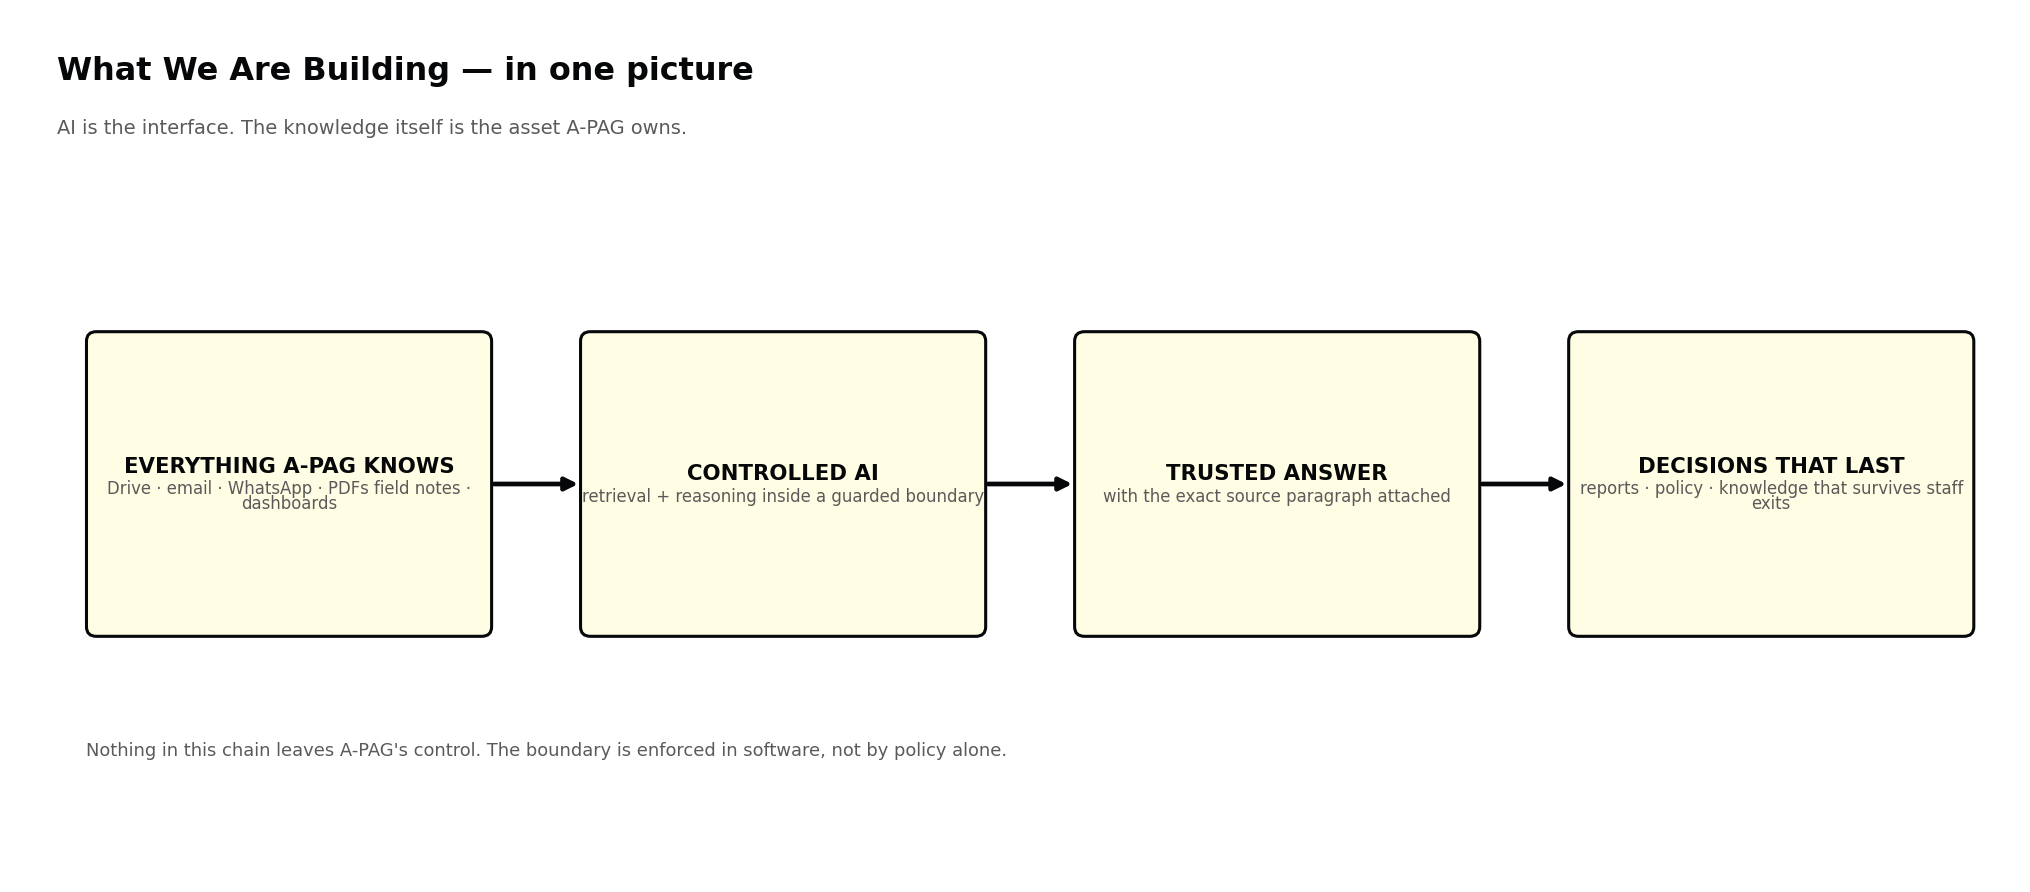 What We Are Building — in one picture
AI is the interface. The knowledge itself is the asset A-PAG owns.
EVERYTHING A-PAG KNOWS
Drive · email · WhatsApp · PDFs field notes ·
dashboards
CONTROLLED AI
retrieval + reasoning inside a guarded boundary
TRUSTED ANSWER
with the exact source paragraph attached
DECISIONS THAT LAST
reports · policy · knowledge that survives staff
exits
Nothing in this chain leaves A-PAG's control. The boundary is enforced in software, not by policy alone.